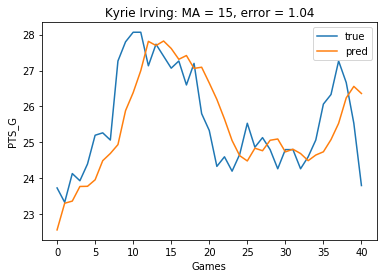 Kyrie Irving: MA = 15, error = 1.04
true
pred
28
27
26
25
24
23
PTS_G
0 5 10 15 20 25 30 35 40
Games